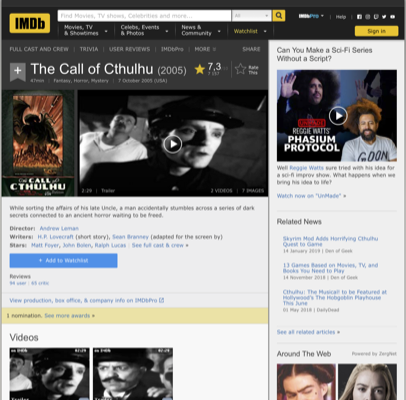 IMDb
Find Movies, TV shows, Celebrities and more...
All
IMDbPro
Help
Movies, TV
& Showtimes
Celebs, Events
& Photos
News &
Community
Watchlist
Sign in
FULL CAST AND CREW | TRIVIA | USER REVIEWS | IMDbPro | MORE
SHARE
The Call of Cthulhu (2005)
47min | Fantasy, Horror, Mystery | 7 October 2005 (USA)
7,3
Rate
This
CALL OF
CTHULHU
2:29 | Trailer
2 VIDEOS | 7 IMAGES
While sorting the affairs of his late Uncle, a man accidentally stumbles across a series of dark
secrets connected to an ancient horror waiting to be freed.
Director: Andrew Leman
Writers: H.P. Lovecraft (short story), Sean Branney (adapted for the screen by)
Stars: Matt Foyer, John Bolen, Ralph Lucas | See full cast & crew »
+ Add to Watchlist
Reviews
94 user | 63 critic
View production, box office, & company info on IMDbPro
1 nomination. See more awards »
Videos
Can You Make a Sci-Fi Series
Without a Script?
REGGIE WATTS'
PHASIUM
PROTOCOL
Well Reggie Watts sure tried with his idea for
a sci-fi improv show. What happens when we
bring his idea to life?
Watch now on "UnMade" »
Related News
Skyrim Mod Adds Horrifying Cthulhu
Quest to Game
14 January 2019 | Den of Geek
13 Games Based on Movies, TV, and
Books You Need to Play
14 November 2018 | Den of Geek
Cthulhu: The Musical! to be Featured at
Hollywood's The Hobgoblin Playhouse
This June
01 May 2018 | DailyDead
See all related articles »
Around The Web
Powered by ZergNet